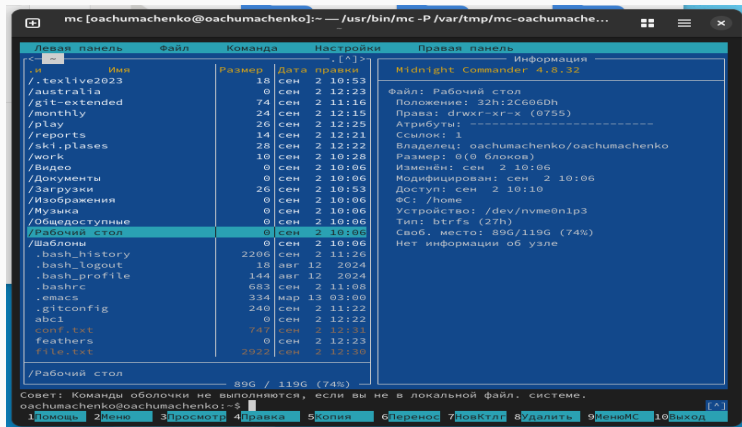 mc [oachumachenko@oachumachenko]:~ — /usr/bin/mc -P /var/tmp/mc-oachumache...
Левая панель Файл Команда Настройки Правая панель
<- ~ .[^]>
.и Имя Размер Дата правки
/.texlive2023 18 сен 2 10:53
/australia 0 сен 2 12:23
/git-extended 74 сен 2 11:16
/monthly 24 сен 2 12:15
/play 26 сен 2 12:25
/reports 14 сен 2 12:21
/ski.plases 28 сен 2 12:22
/work 10 сен 2 10:28
/Видео 0 сен 2 10:06
/Документы 0 сен 2 10:06
/Загрузки 26 сен 2 10:53
/Изображения 0 сен 2 10:06
/Музыка 0 сен 2 10:06
/Общедоступные 0 сен 2 10:06
/Рабочий стол 0 сен 2 10:06
/Шаблоны 0 сен 2 10:06
.bash_history 2206 сен 2 11:26
.bash_logout 18 авг 12 2024
.bash_profile 144 авг 12 2024
.bashrc 683 сен 2 11:08
.emacs 334 мар 13 03:00
.gitconfig 240 сен 2 11:22
abc1 0 сен 2 12:22
conf.txt 747 сен 2 12:31
feathers 0 сен 2 12:23
file.txt 2922 сен 2 12:30
/Рабочий стол
89G / 119G (74%)
Информация
Midnight Commander 4.8.32
Файл: Рабочий стол
Положение: 32h:2C606Dh
Права: drwxr-xr-x (0755)
Атрибуты: --------------------------
Ссылок: 1
Владелец: oachumachenko/oachumachenko
Размер: 0(0 блоков)
Изменён: сен 2 10:06
Модифицирован: сен 2 10:06
Доступ: сен 2 10:10
ФС: /home
Устройство: /dev/nvme0n1p3
Тип: btrfs (27h)
Своб. место: 89G/119G (74%)
Нет информации об узле
Совет: Команды оболочки не выполняются, если вы не в локальной файл. системе.
oachumachenko@oachumachenko:~$ [^]
1Помощь 2Меню 3Просмотр 4Правка 5Копия 6Перенос 7НовКтлг 8Удалить 9МенюMC 10Выход